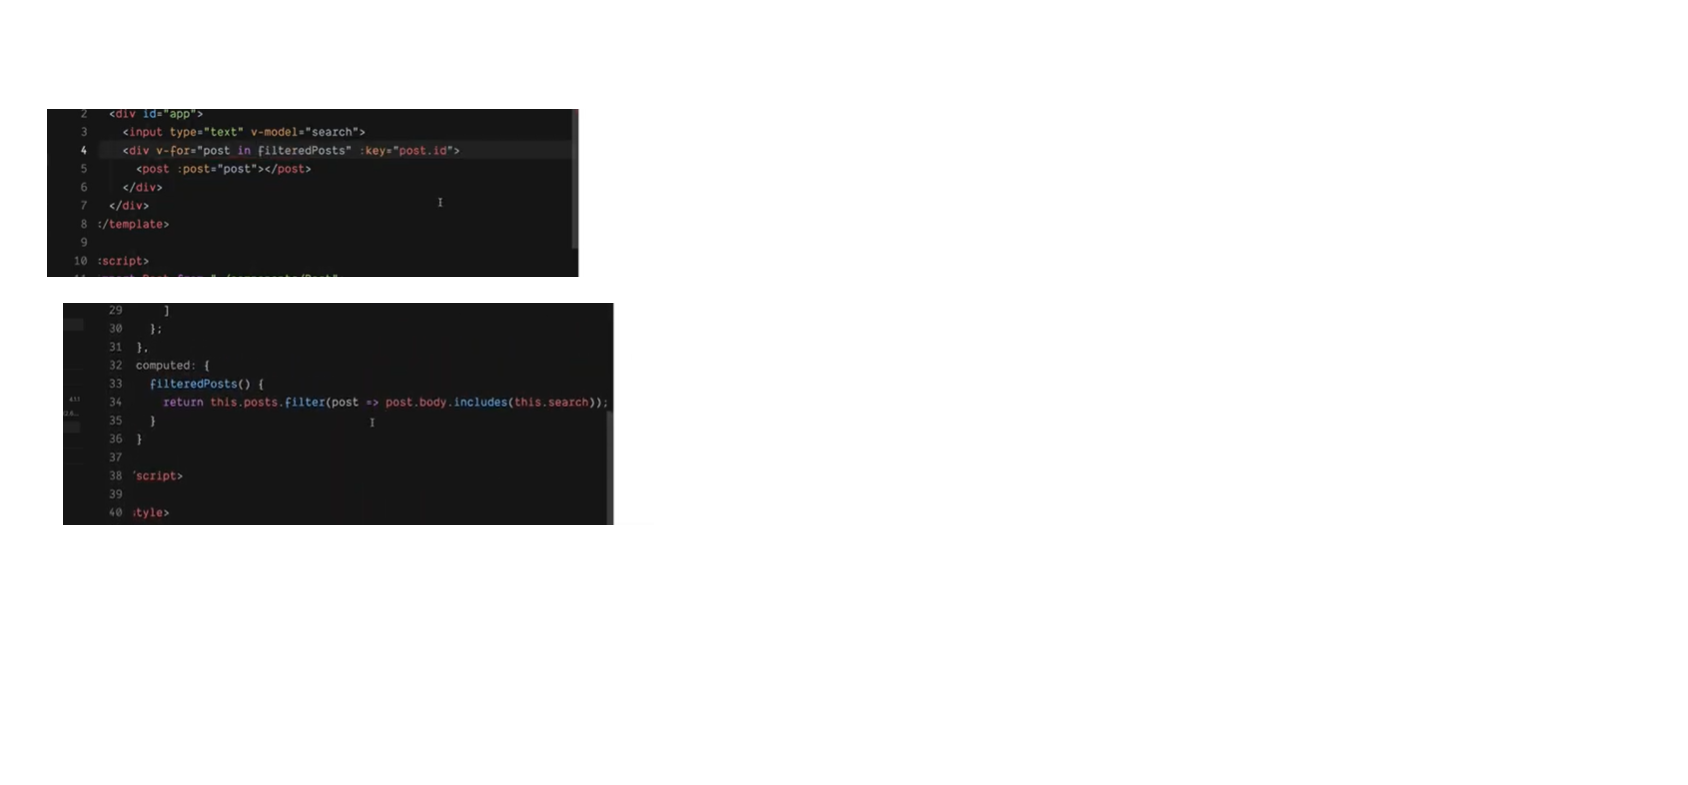 2 <div id="app">
3 <input type="text" v-model="search">
4 <div v-for="post in filteredPosts" :key="post.id">
5 <post :post="post"></post>
6 </div>
7 </div>
8 :/template>
9
10 :script>
29 ]
30 };
31 },
32 computed: {
33 filteredPosts() {
34 return this.posts.filter(post => post.body.includes(this.search));
35 }
36 }
37
38 script>
39
40 tyle>